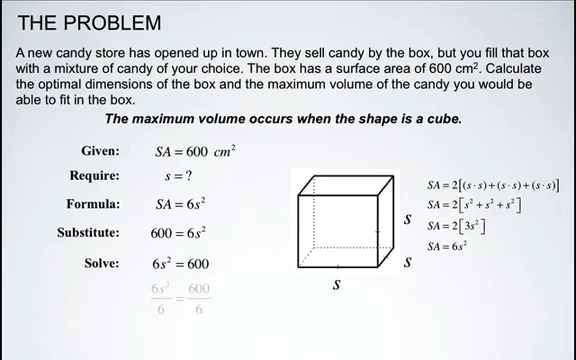 THE PROBLEM
A new candy store has opened up in town. They sell candy by the box, but you fill that box
with a mixture of candy of your choice. The box has a surface area of 600 cm². Calculate
the optimal dimensions of the box and the maximum volume of the candy you would be
able to fit in the box.
The maximum volume occurs when the shape is a cube.
Given: SA = 600 cm²
Require: s = ?
Formula: SA = 6s²
Substitute: 600 = 6s²
Solve: 6s² = 600
6s²/6 = 600/6
s
s
s
SA = 2[(s·s)+(s·s)+(s·s)]
SA = 2[s²+s²+s²]
SA = 2[3s²]
SA = 6s²